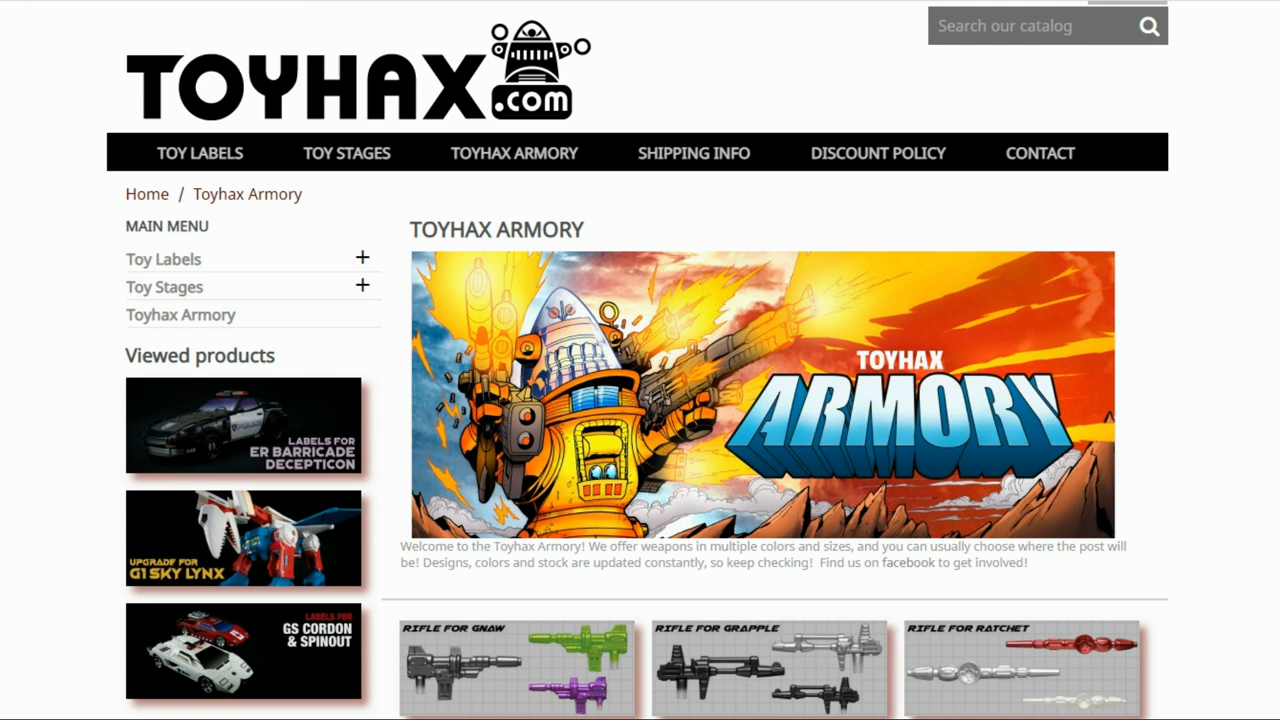 Search our catalog
TOYHAX
.com
TOY LABELS TOY STAGES TOYHAX ARMORY SHIPPING INFO DISCOUNT POLICY CONTACT
Home / Toyhax Armory
MAIN MENU
Toy Labels +
Toy Stages +
Toyhax Armory
Viewed products
LABELS FOR
ER BARRICADE
DECEPTICON
UPGRADE FOR
G1 SKY LYNX
LABELS FOR
GS CORDON
& SPINOUT
TOYHAX ARMORY
TOYHAX
ARMORY
Welcome to the Toyhax Armory! We offer weapons in multiple colors and sizes, and you can usually choose where the post will
be! Designs, colors and stock are updated constantly, so keep checking! Find us on facebook to get involved!
RIFLE FOR GNAW
RIFLE FOR GRAPPLE
RIFLE FOR RATCHET